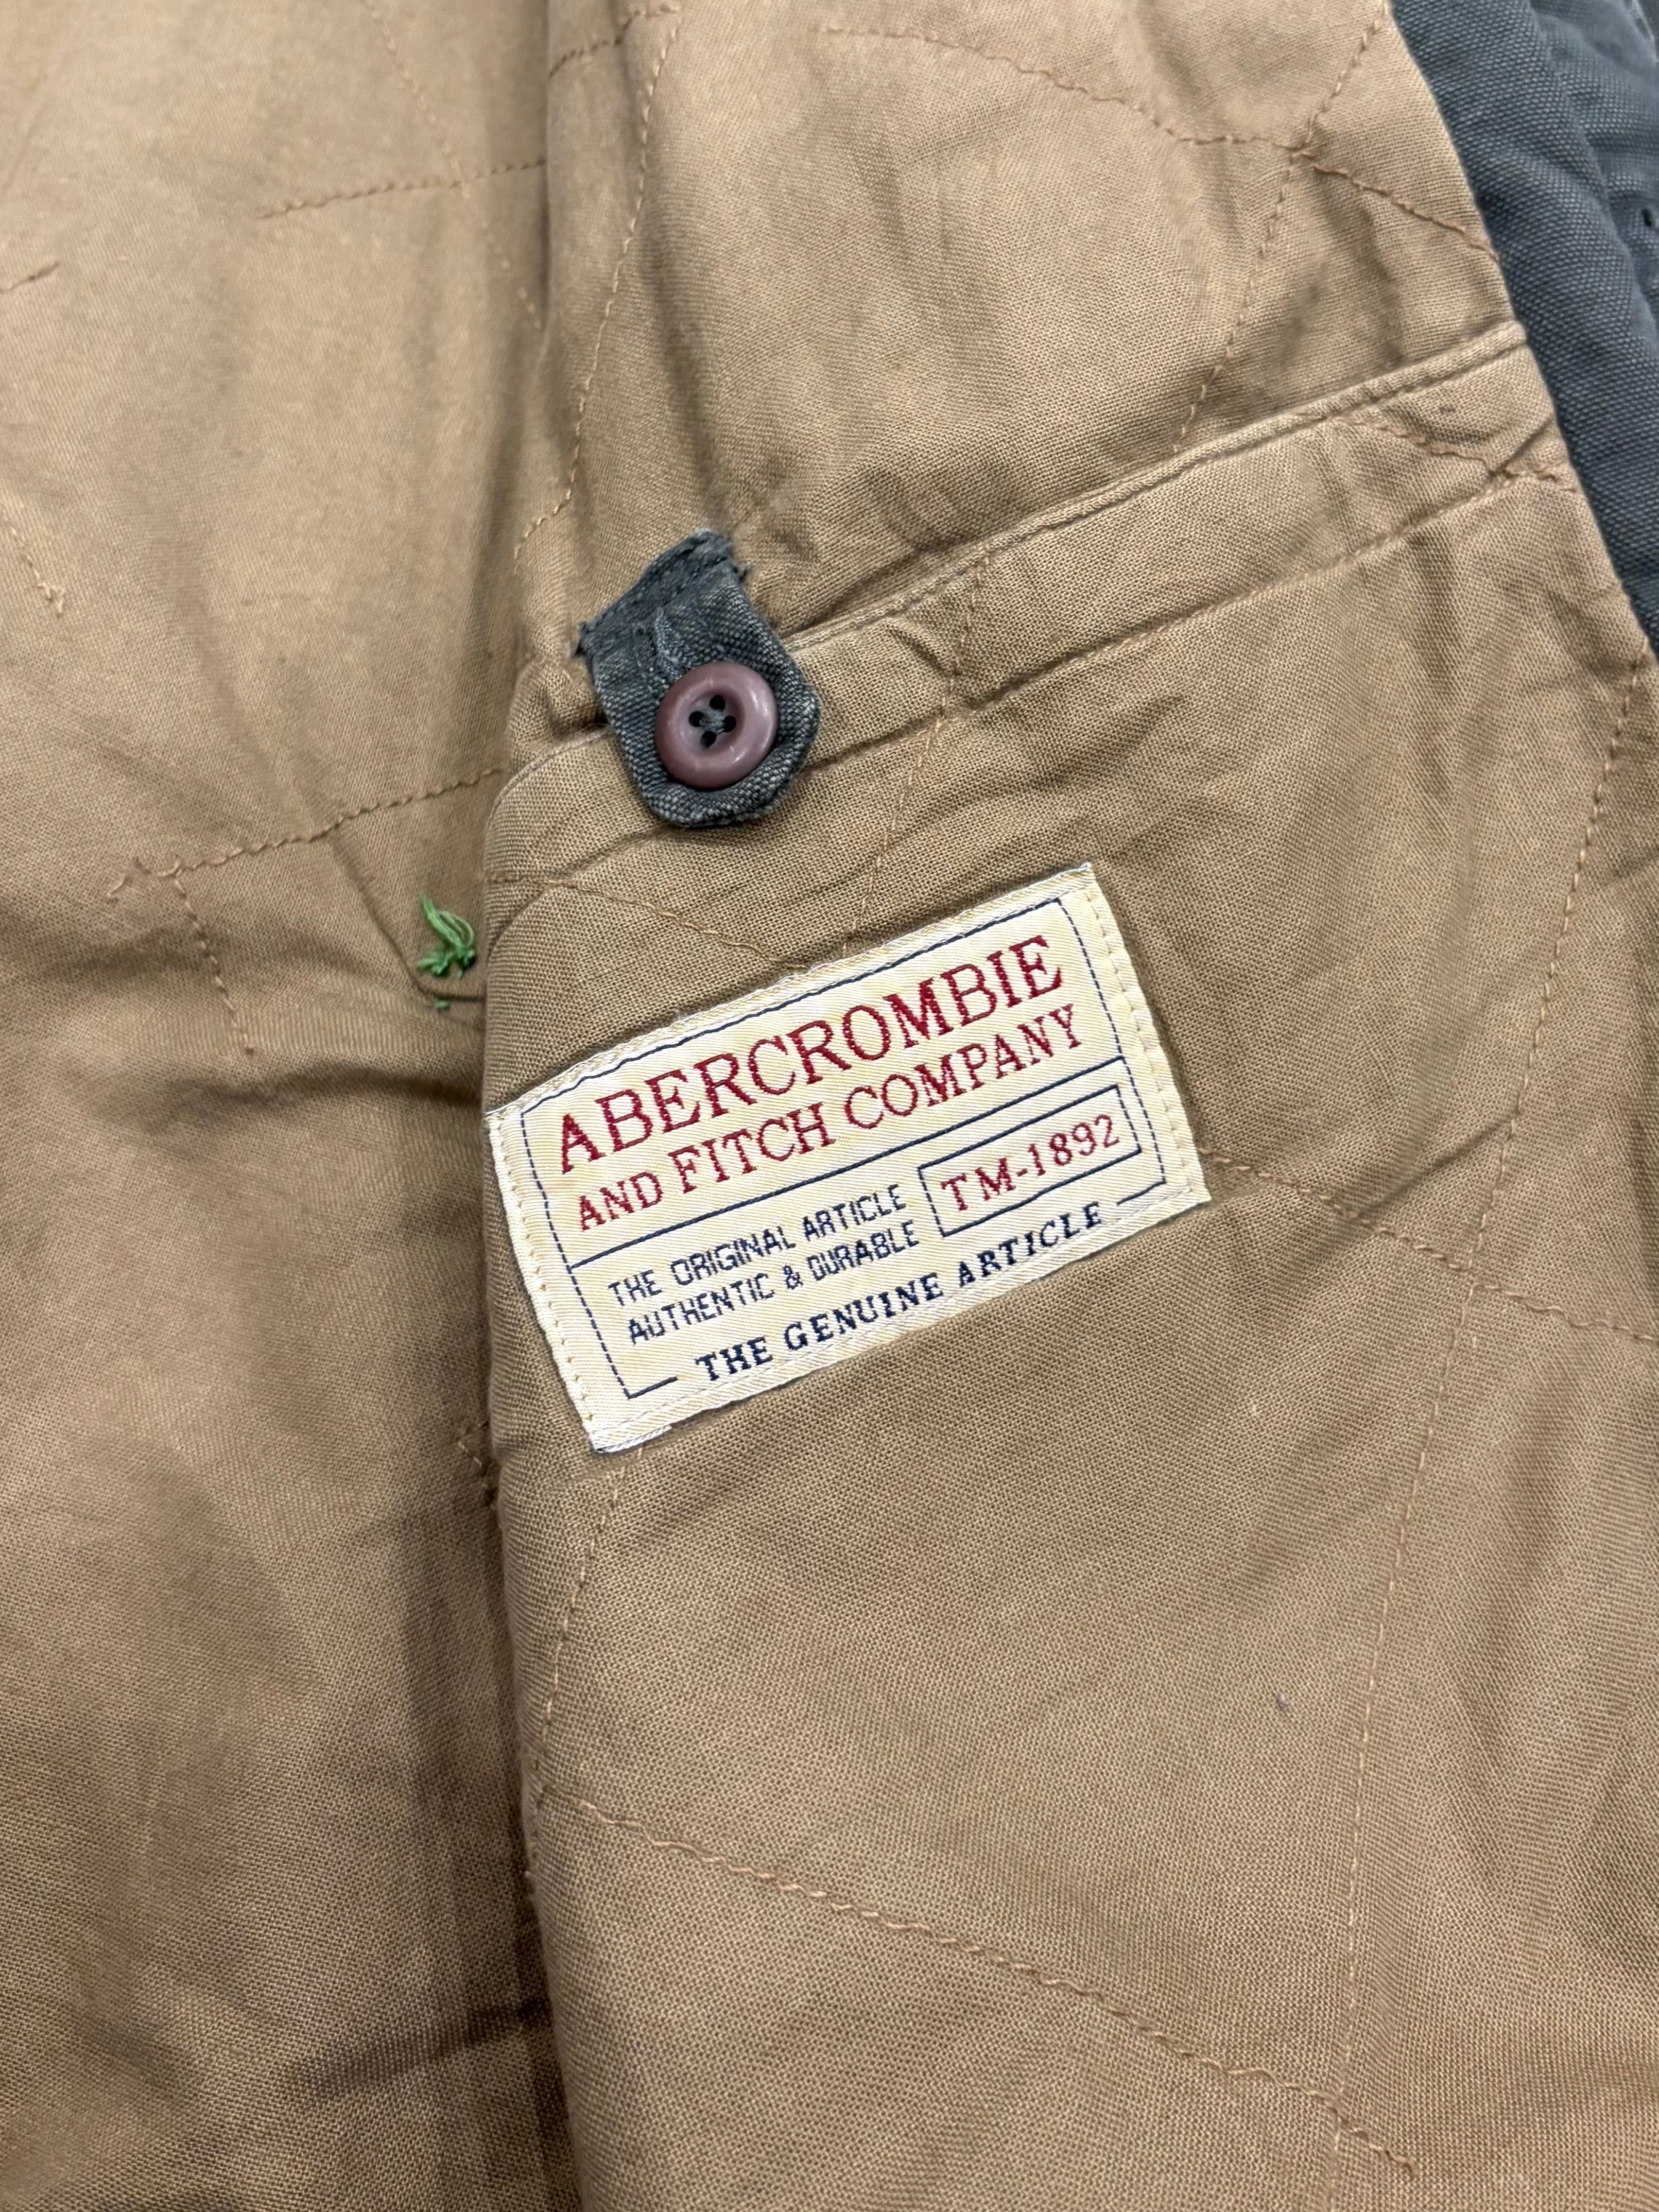 ABERCROMBIE
AND FITCH COMPANY
THE ORIGINAL ARTICLE
AUTHENTIC & DURABLE
TM-1892
THE GENUINE ARTICLE